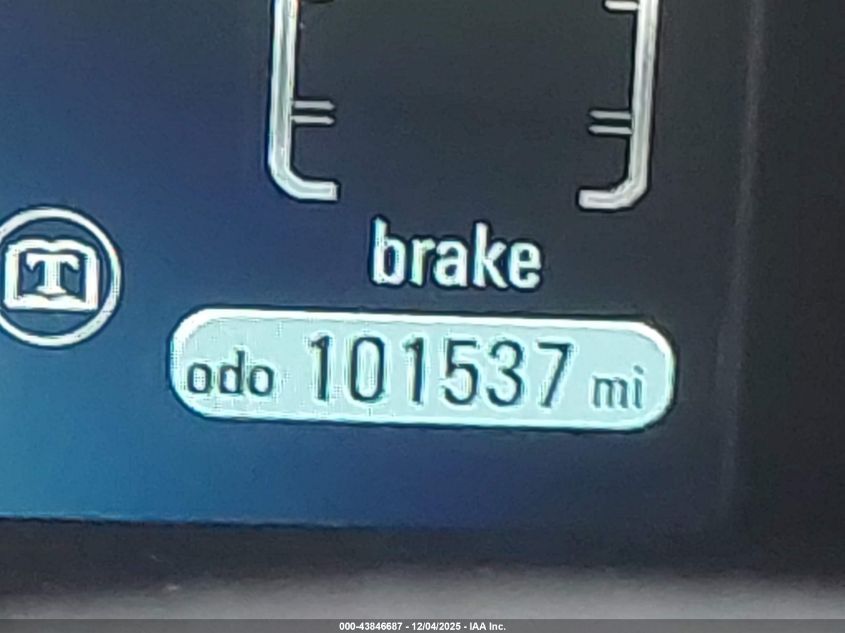 T
brake
odo 101537 mi
000-43846687 - 12/04/2025 - IAA Inc.